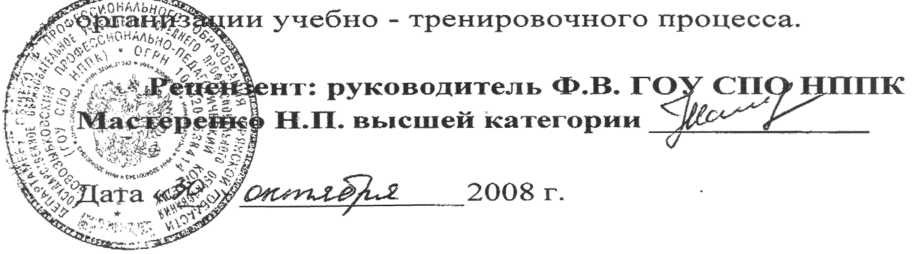 организации учебно - тренировочного процесса.
Рецензент: руководитель Ф.В. ГОУ СПО НППК
Мастеренко Н.П. высшей категории
Дата «30» октября 2008 г.